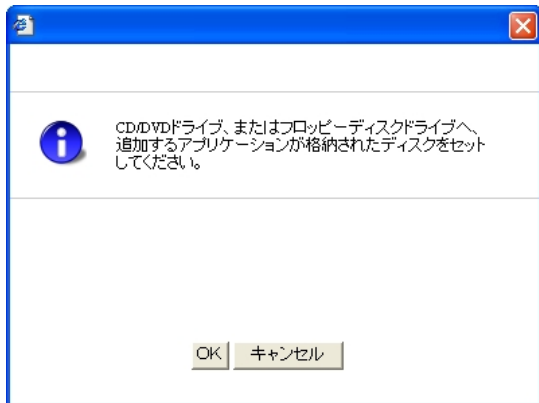 CD/DVDドライブ、またはフロッピーディスクドライブへ、
追加するアプリケーションが格納されたディスクをセット
してください。
OK
キャンセル